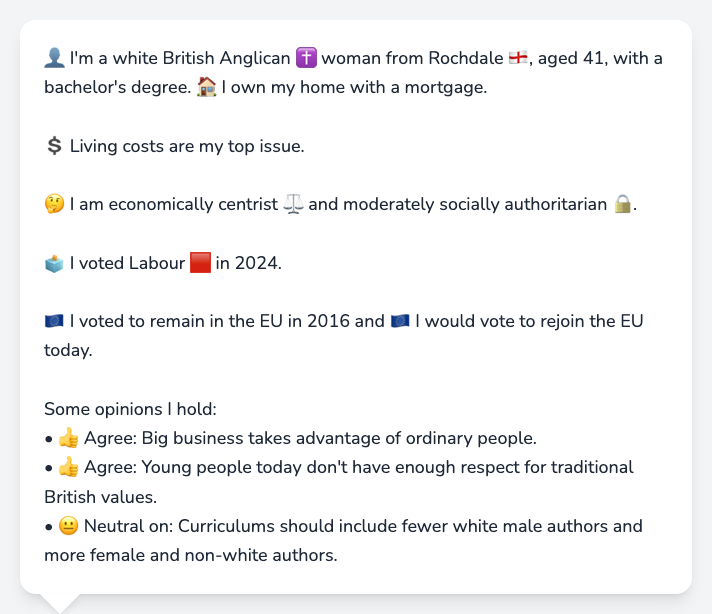 👤 I'm a white British Anglican ✝️ woman from Rochdale 🏴󠁧󠁢󠁥󠁮󠁧󠁿, aged 41, with a
bachelor's degree. 🏠 I own my home with a mortgage.
💲 Living costs are my top issue.
🤔 I am economically centrist ⚖️ and moderately socially authoritarian 🔒.
🗳️ I voted Labour 🟥 in 2024.
🇪🇺 I voted to remain in the EU in 2016 and 🇪🇺 I would vote to rejoin the EU
today.
Some opinions I hold:
• 👍 Agree: Big business takes advantage of ordinary people.
• 👍 Agree: Young people today don't have enough respect for traditional
British values.
• 😐 Neutral on: Curriculums should include fewer white male authors and
more female and non-white authors.